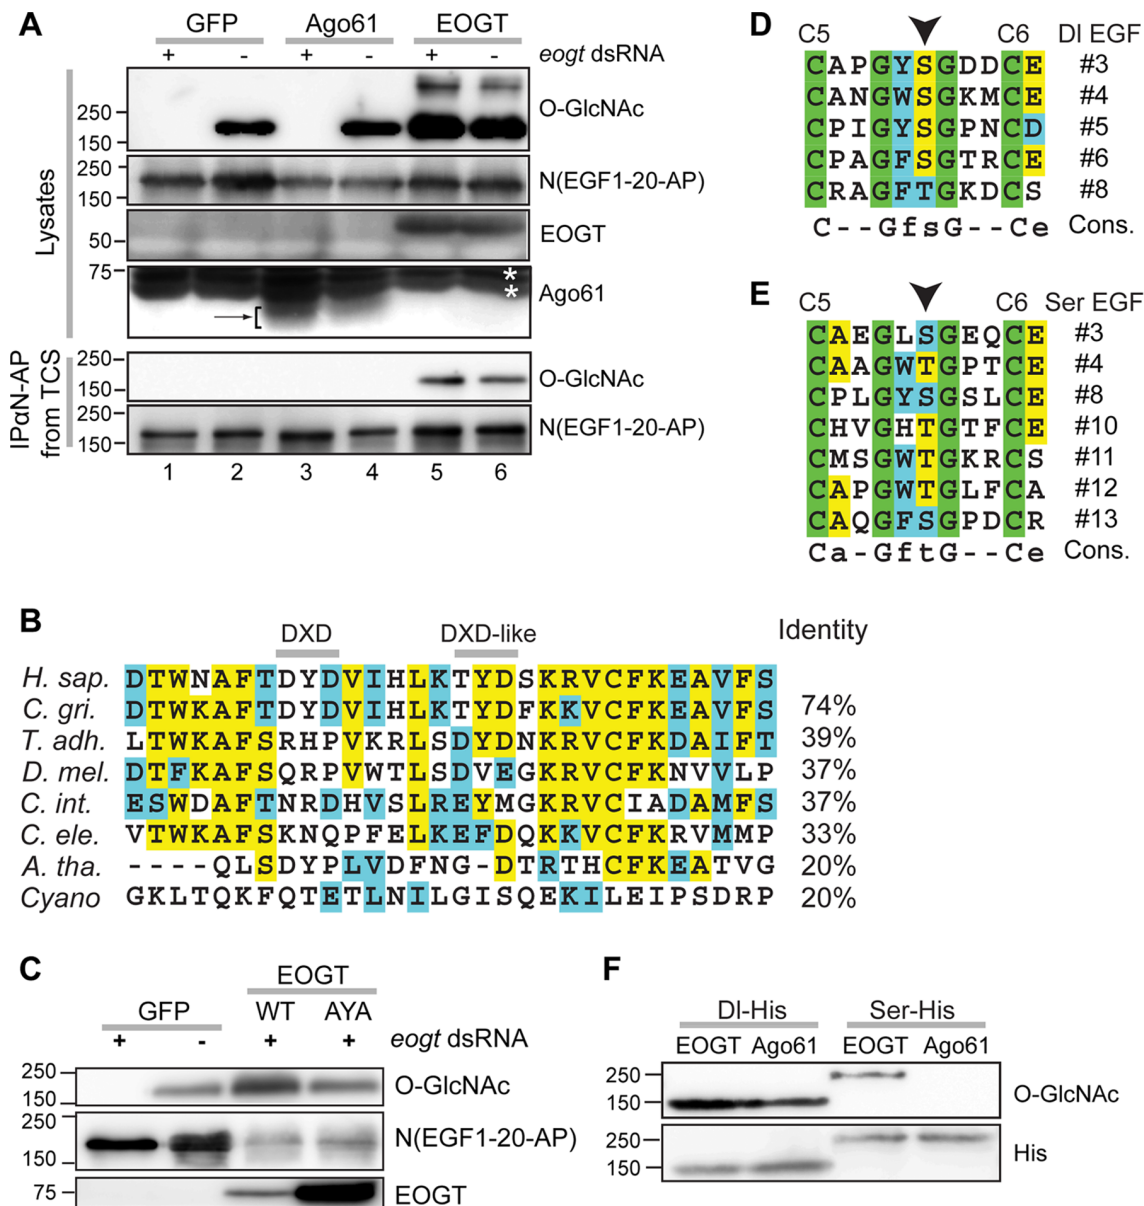 A
GFP Ago61 EOGT
+ - + - + - eogt dsRNA
Lysates
250
150
O-GlcNAc
250
150
N(EGF1-20-AP)
50
EOGT
75
*
*
Ago61
IPαN-AP
from TCS
250
150
O-GlcNAc
250
150
N(EGF1-20-AP)
1 2 3 4 5 6
B
DXD DXD-like Identity
H. sap. DTWNAFTDYDVIHLKTYDSKRVCFKEAVFS
C. gri. DTWKAFTDYDVIHLKTYDFKKVCFKEAVFS 74%
T. adh. LTWKAFSRHPVKRLSDYDNKRVCFKDAIFT 39%
D. mel. DTFKAFSQRPVWTLSDVEGKRVCFKNVVLP 37%
C. int. ESWDAFTNRDHVSLREYMGKRVCIADAMFS 37%
C. ele. VTWKAFSKNQPFELKEFDQKKVCFKRVMMP 33%
A. tha. ----QLSDYPLVDFNG-DTRTHCFKEATVG 20%
Cyano GKLTQKFQTETLNILGISQEKILEIPSDRP 20%
C
EOGT
GFP WT AYA
+ - + + eogt dsRNA
250
150
O-GlcNAc
250
150
N(EGF1-20-AP)
75
EOGT
D
C5 C6 Dl EGF
CAPGYSGDDCE #3
CANGWSGKMCE #4
CPIGYSGPNCD #5
CPAGFSGTRCE #6
CRAGFTGKDCS #8
C--GfsG--Ce Cons.
E
C5 C6 Ser EGF
CAEGLSGEQCE #3
CAAGWTGPTCE #4
CPLGYSGSLCE #8
CHVGHTGTFCE #10
CMSGWTGKRCS #11
CAPGWTGLFCA #12
CAQGFSGPDCR #13
Ca-GftG--Ce Cons.
F
Dl-His Ser-His
EOGT Ago61 EOGT Ago61
250
150
O-GlcNAc
250
150
His